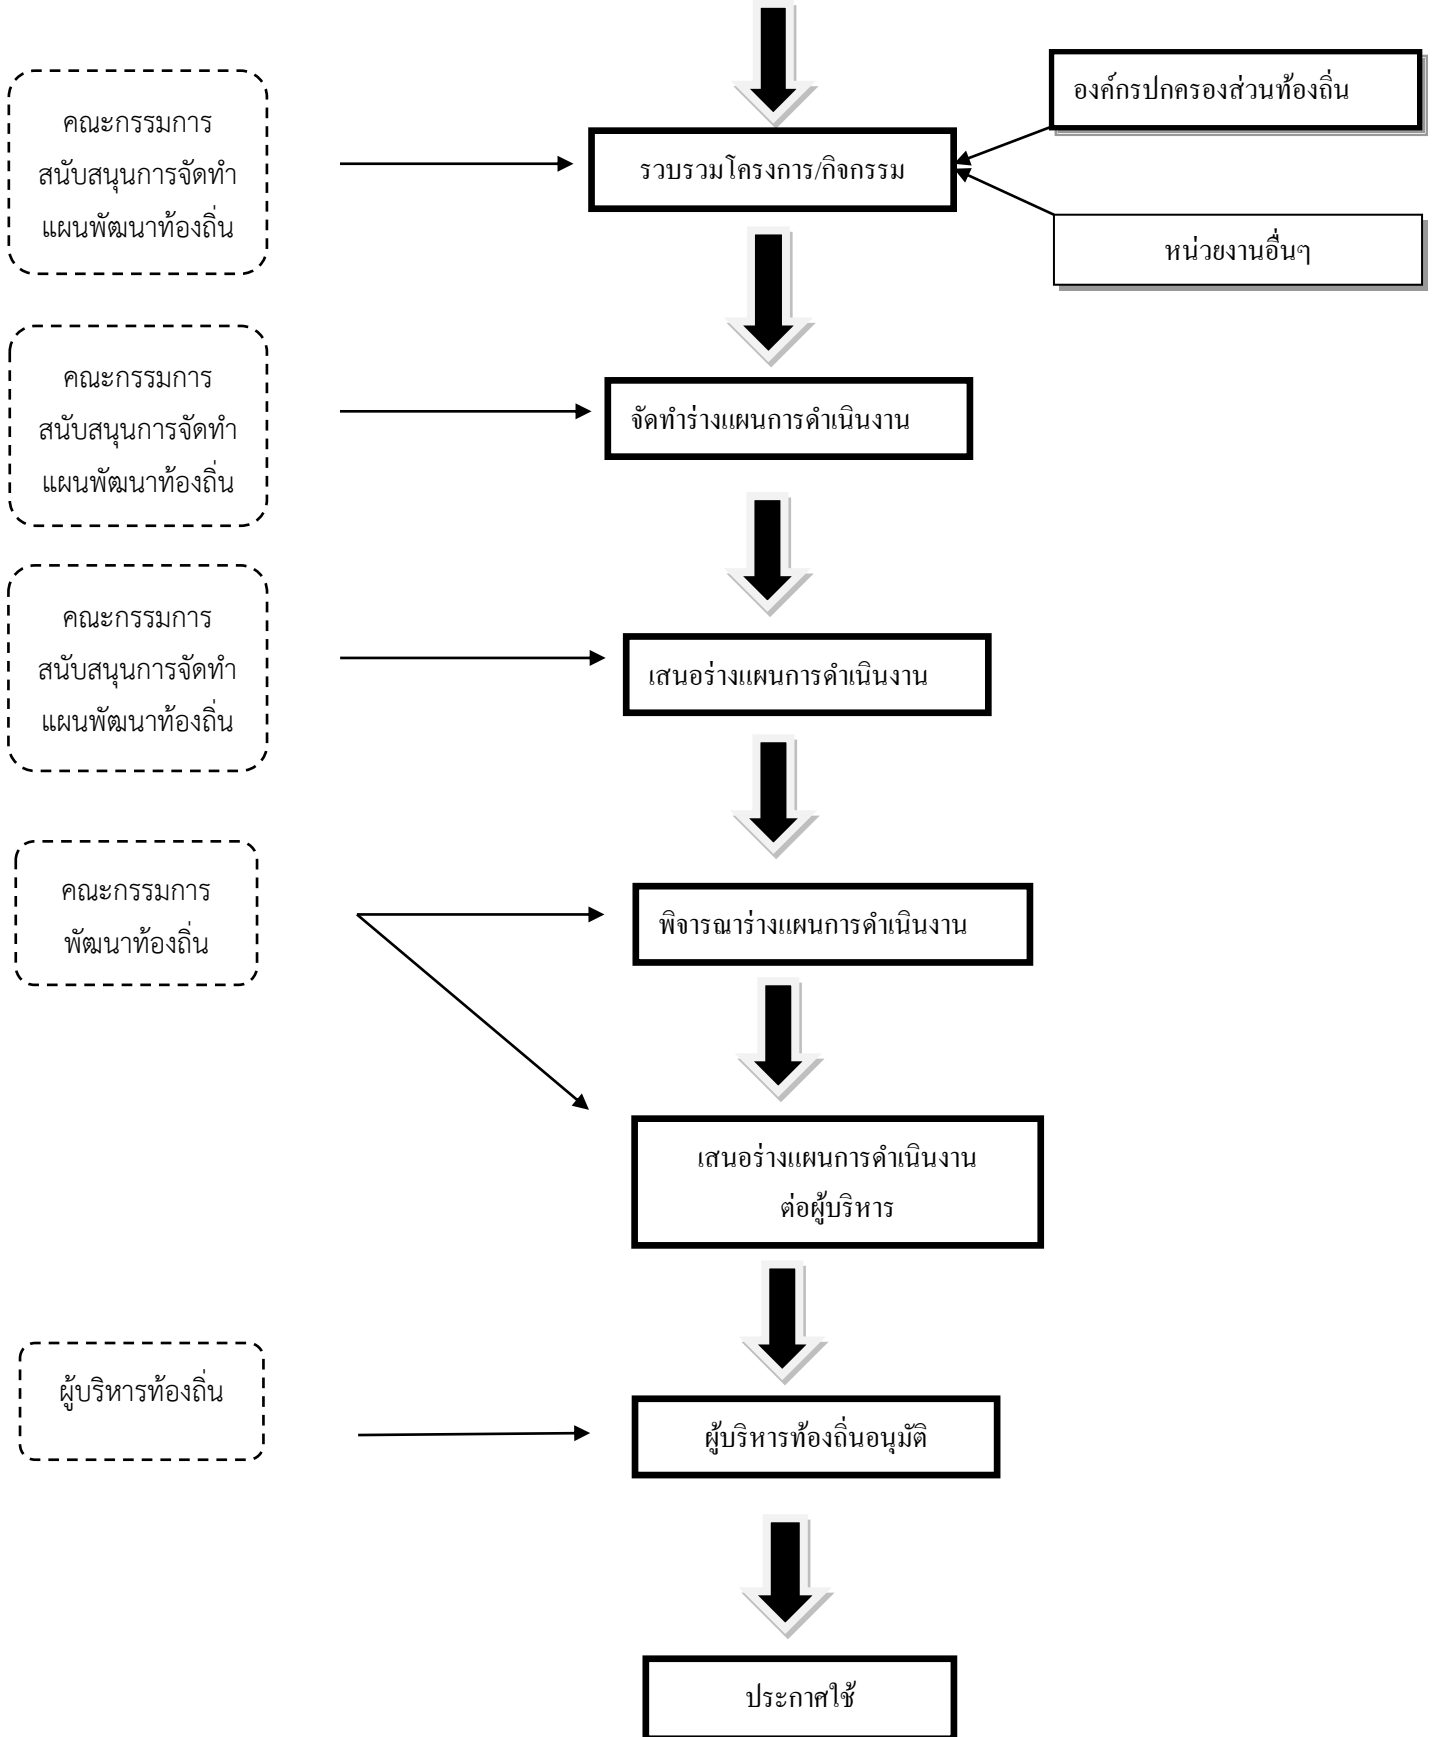 องค์กรปกครองส่วนท้องถิ่น
คณะกรรมการ
สนับสนุนการจัดทำ
แผนพัฒนาท้องถิ่น
รวบรวมโครงการ/กิจกรรม
หน่วยงานอื่นๆ
คณะกรรมการ
สนับสนุนการจัดทำ
แผนพัฒนาท้องถิ่น
จัดทำร่างแผนการดำเนินงาน
คณะกรรมการ
สนับสนุนการจัดทำ
แผนพัฒนาท้องถิ่น
เสนอร่างแผนการดำเนินงาน
คณะกรรมการ
พัฒนาท้องถิ่น
พิจารณาร่างแผนการดำเนินงาน
เสนอร่างแผนการดำเนินงาน
ต่อผู้บริหาร
ผู้บริหารท้องถิ่น
ผู้บริหารท้องถิ่นอนุมัติ
ประกาศใช้